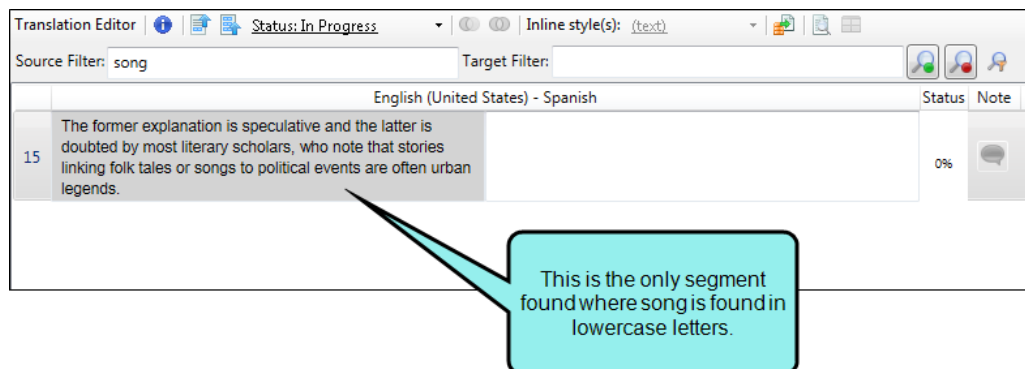 Translation Editor Status: In Progress Inline style(s): (text)
Source Filter: song Target Filter:
English (United States) - Spanish Status Note
15
The former explanation is speculative and the latter is
doubted by most literary scholars, who note that stories
linking folk tales or songs to political events are often urban
legends.
0%
This is the only segment
found where song is found in
lowercase letters.